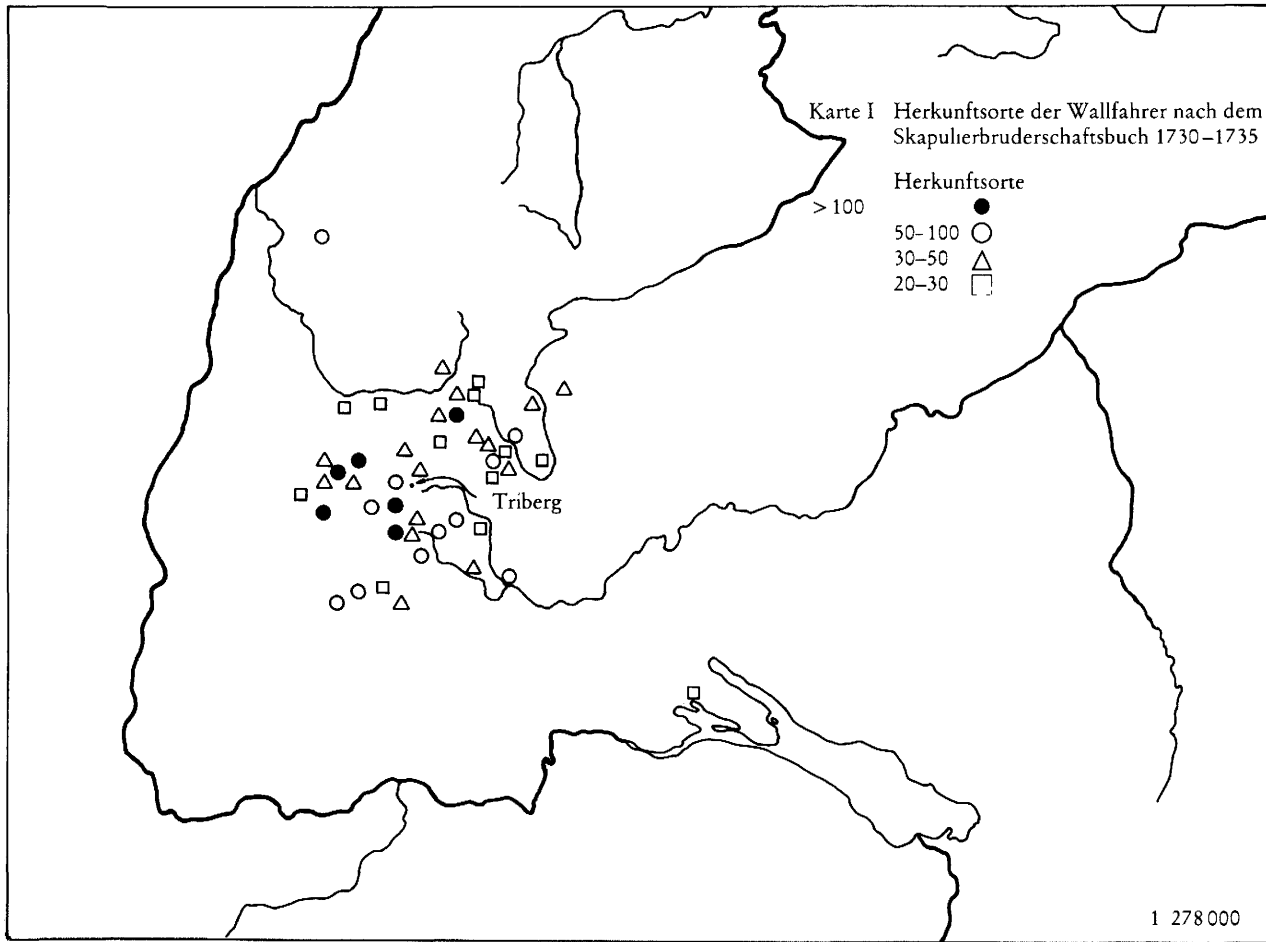 Karte I Herkunftsorte der Wallfahrer nach dem
Skapulierbruderschaftsbuch 1730–1735
Herkunftsorte
> 100
50–100
30–50
20–30
Triberg
1 278 000